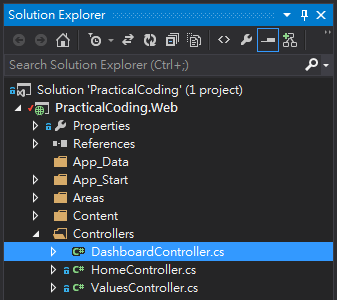 Solution Explorer
Search Solution Explorer (Ctrl+;)
Solution 'PracticalCoding' (1 project)
PracticalCoding.Web
Properties
References
App_Data
App_Start
Areas
Content
Controllers
C# DashboardController.cs
C# HomeController.cs
C# ValuesController.cs